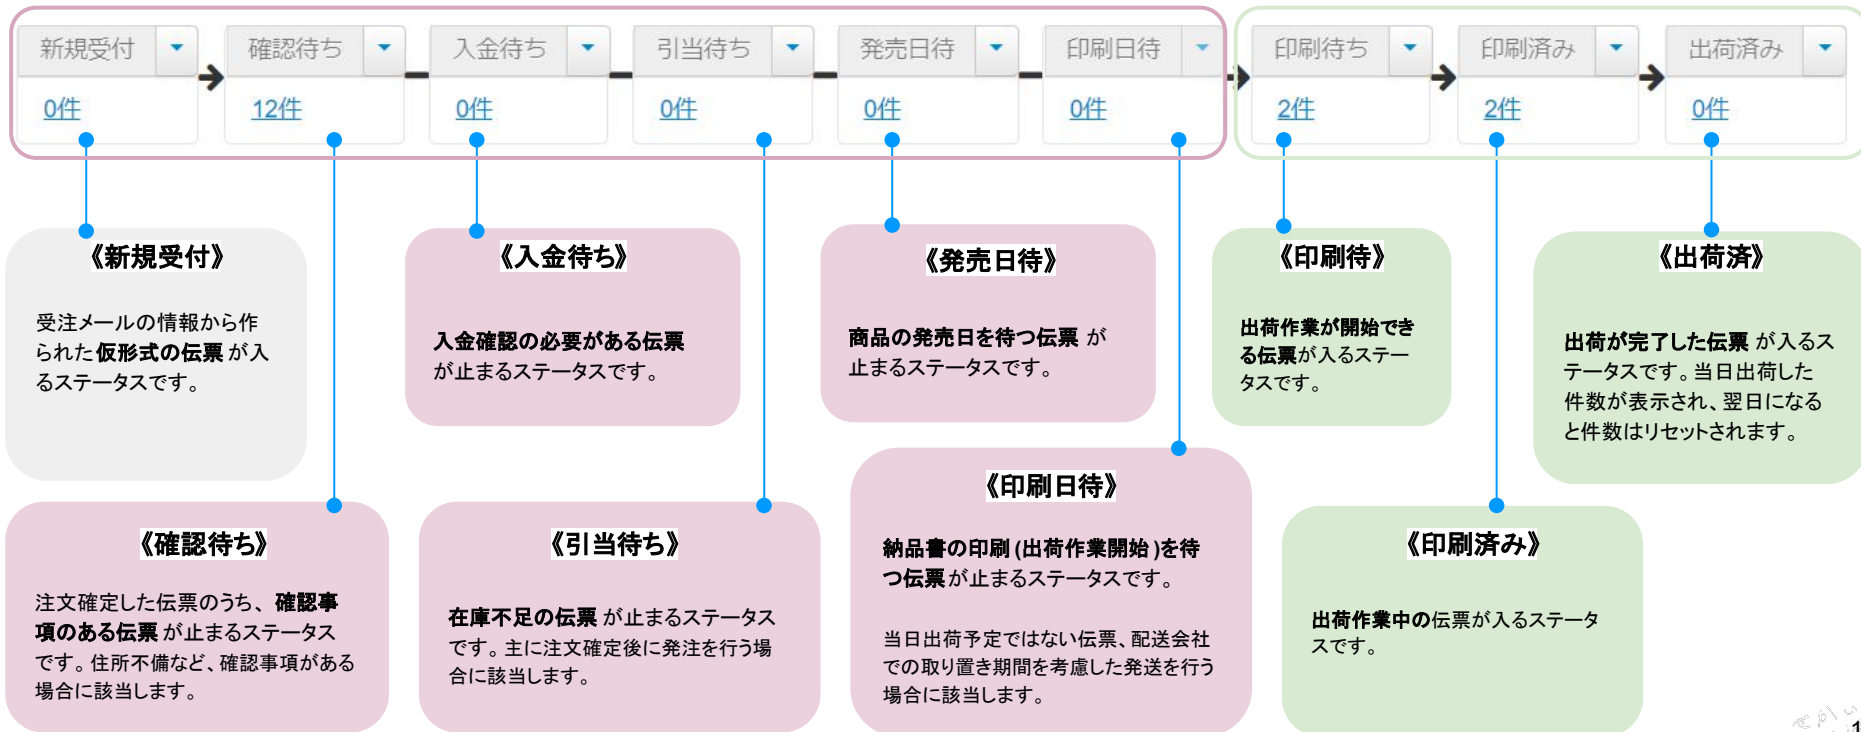 新規受付
確認待ち
入金待ち
引当待ち
発売日待
印刷日待
印刷待ち
印刷済み
出荷済み
0件
12件
0件
0件
0件
0件
2件
2件
0件
《新規受付》
受注メールの情報から作
られた仮形式の伝票 が入
るステータスです。
《入金待ち》
入金確認の必要がある伝票
が止まるステータスです。
《発売日待》
商品の発売日を待つ伝票 が
止まるステータスです。
《印刷待》
出荷作業が開始でき
る伝票が入るステー
タスです。
《出荷済》
出荷が完了した伝票 が入るス
テータスです。当日出荷した
件数が表示され、翌日になる
と件数はリセットされます。
《確認待ち》
注文確定した伝票のうち、 確認事
項のある伝票 が止まるステータス
です。住所不備など、確認事項がある
場合に該当します。
《引当待ち》
在庫不足の伝票 が止まるステータス
です。主に注文確定後に発注を行う場
合に該当します。
《印刷日待》
納品書の印刷 (出荷作業開始 )を待
つ伝票 が止まるステータスです。
当日出荷予定ではない伝票、配送会社
での取り置き期間を考慮した発送を行う
場合に該当します。
《印刷済み》
出荷作業中の伝票が入るステータ
スです。
1